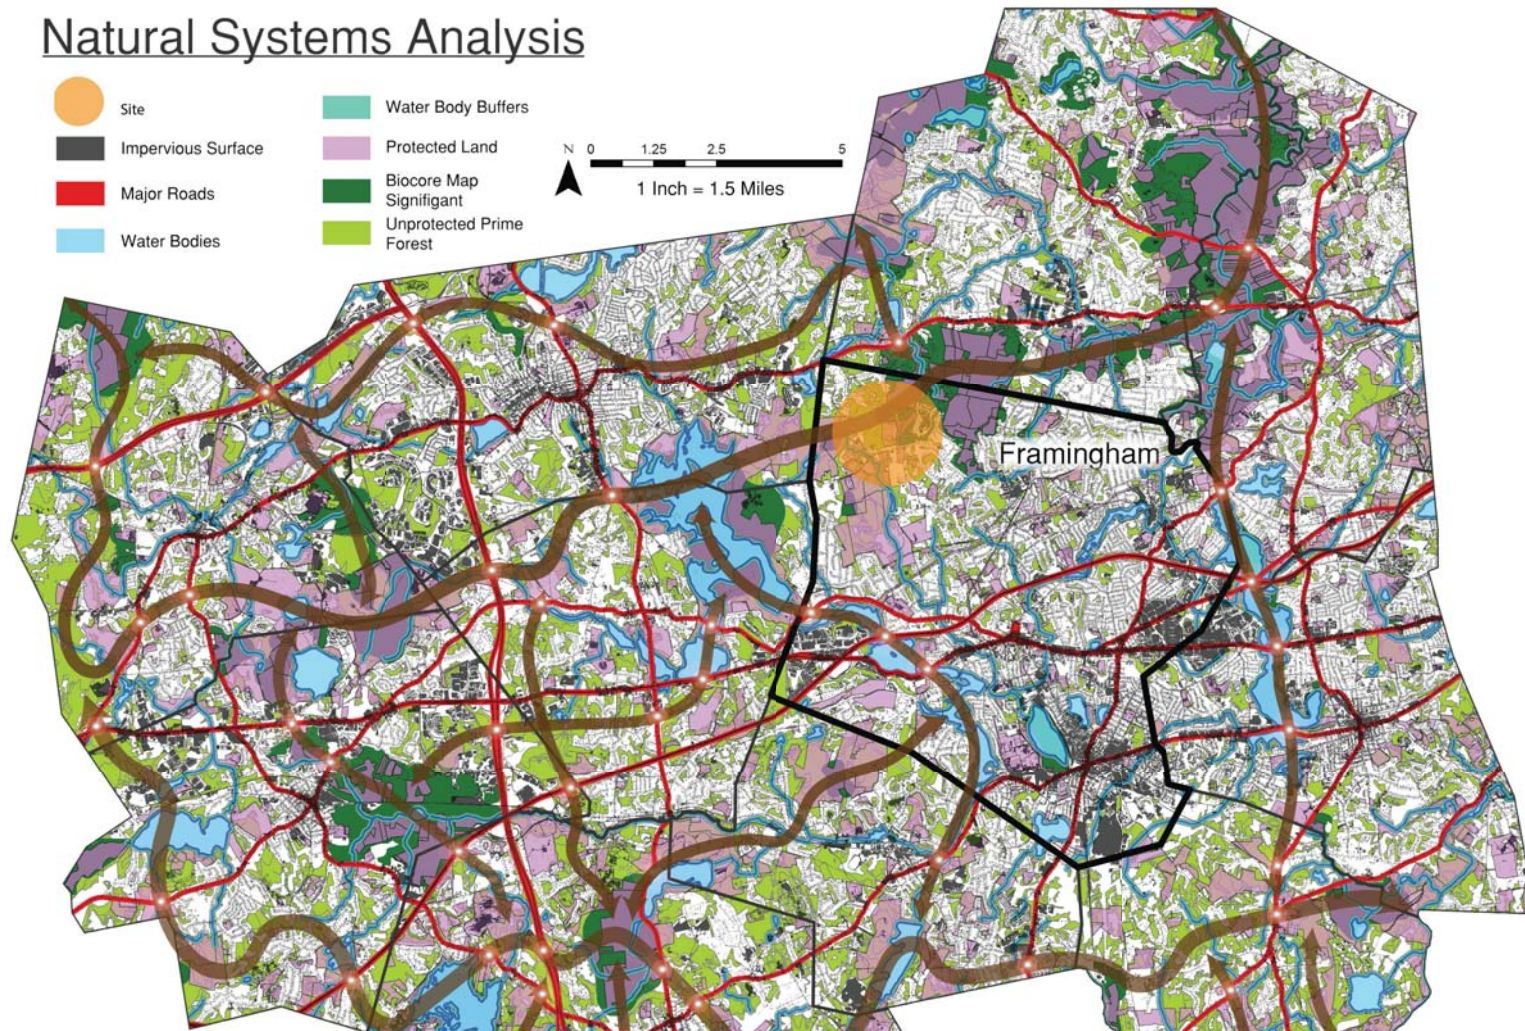 Natural Systems Analysis
Site
Impervious Surface
Major Roads
Water Bodies
Water Body Buffers
Protected Land
Biocore Map
Signifigant
Unprotected Prime
Forest
N
0 1.25 2.5 5
1 Inch = 1.5 Miles
Framingham